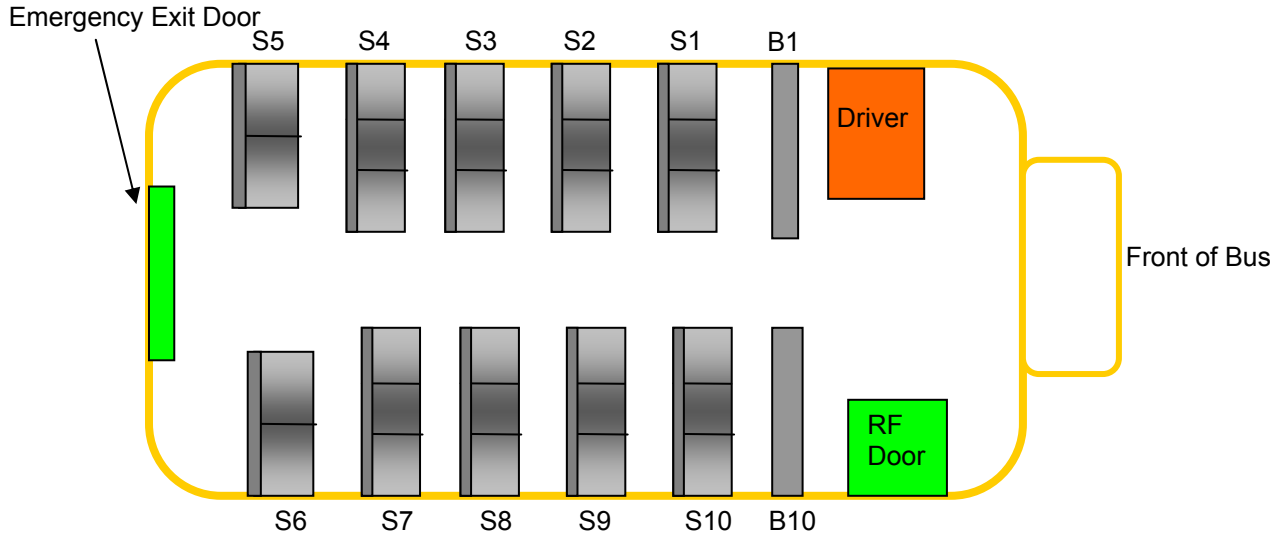 Emergency Exit Door
S5 S4 S3 S2 S1 B1
Driver
Front of Bus
RF
Door
S6 S7 S8 S9 S10 B10